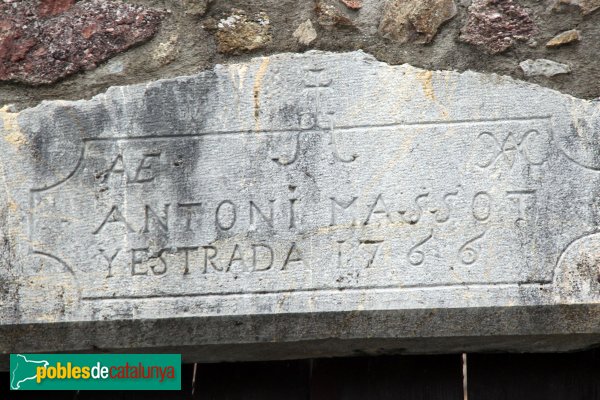 AE
ANTONI MASSOT
YESTRADA 1766
poblesdecatalunya